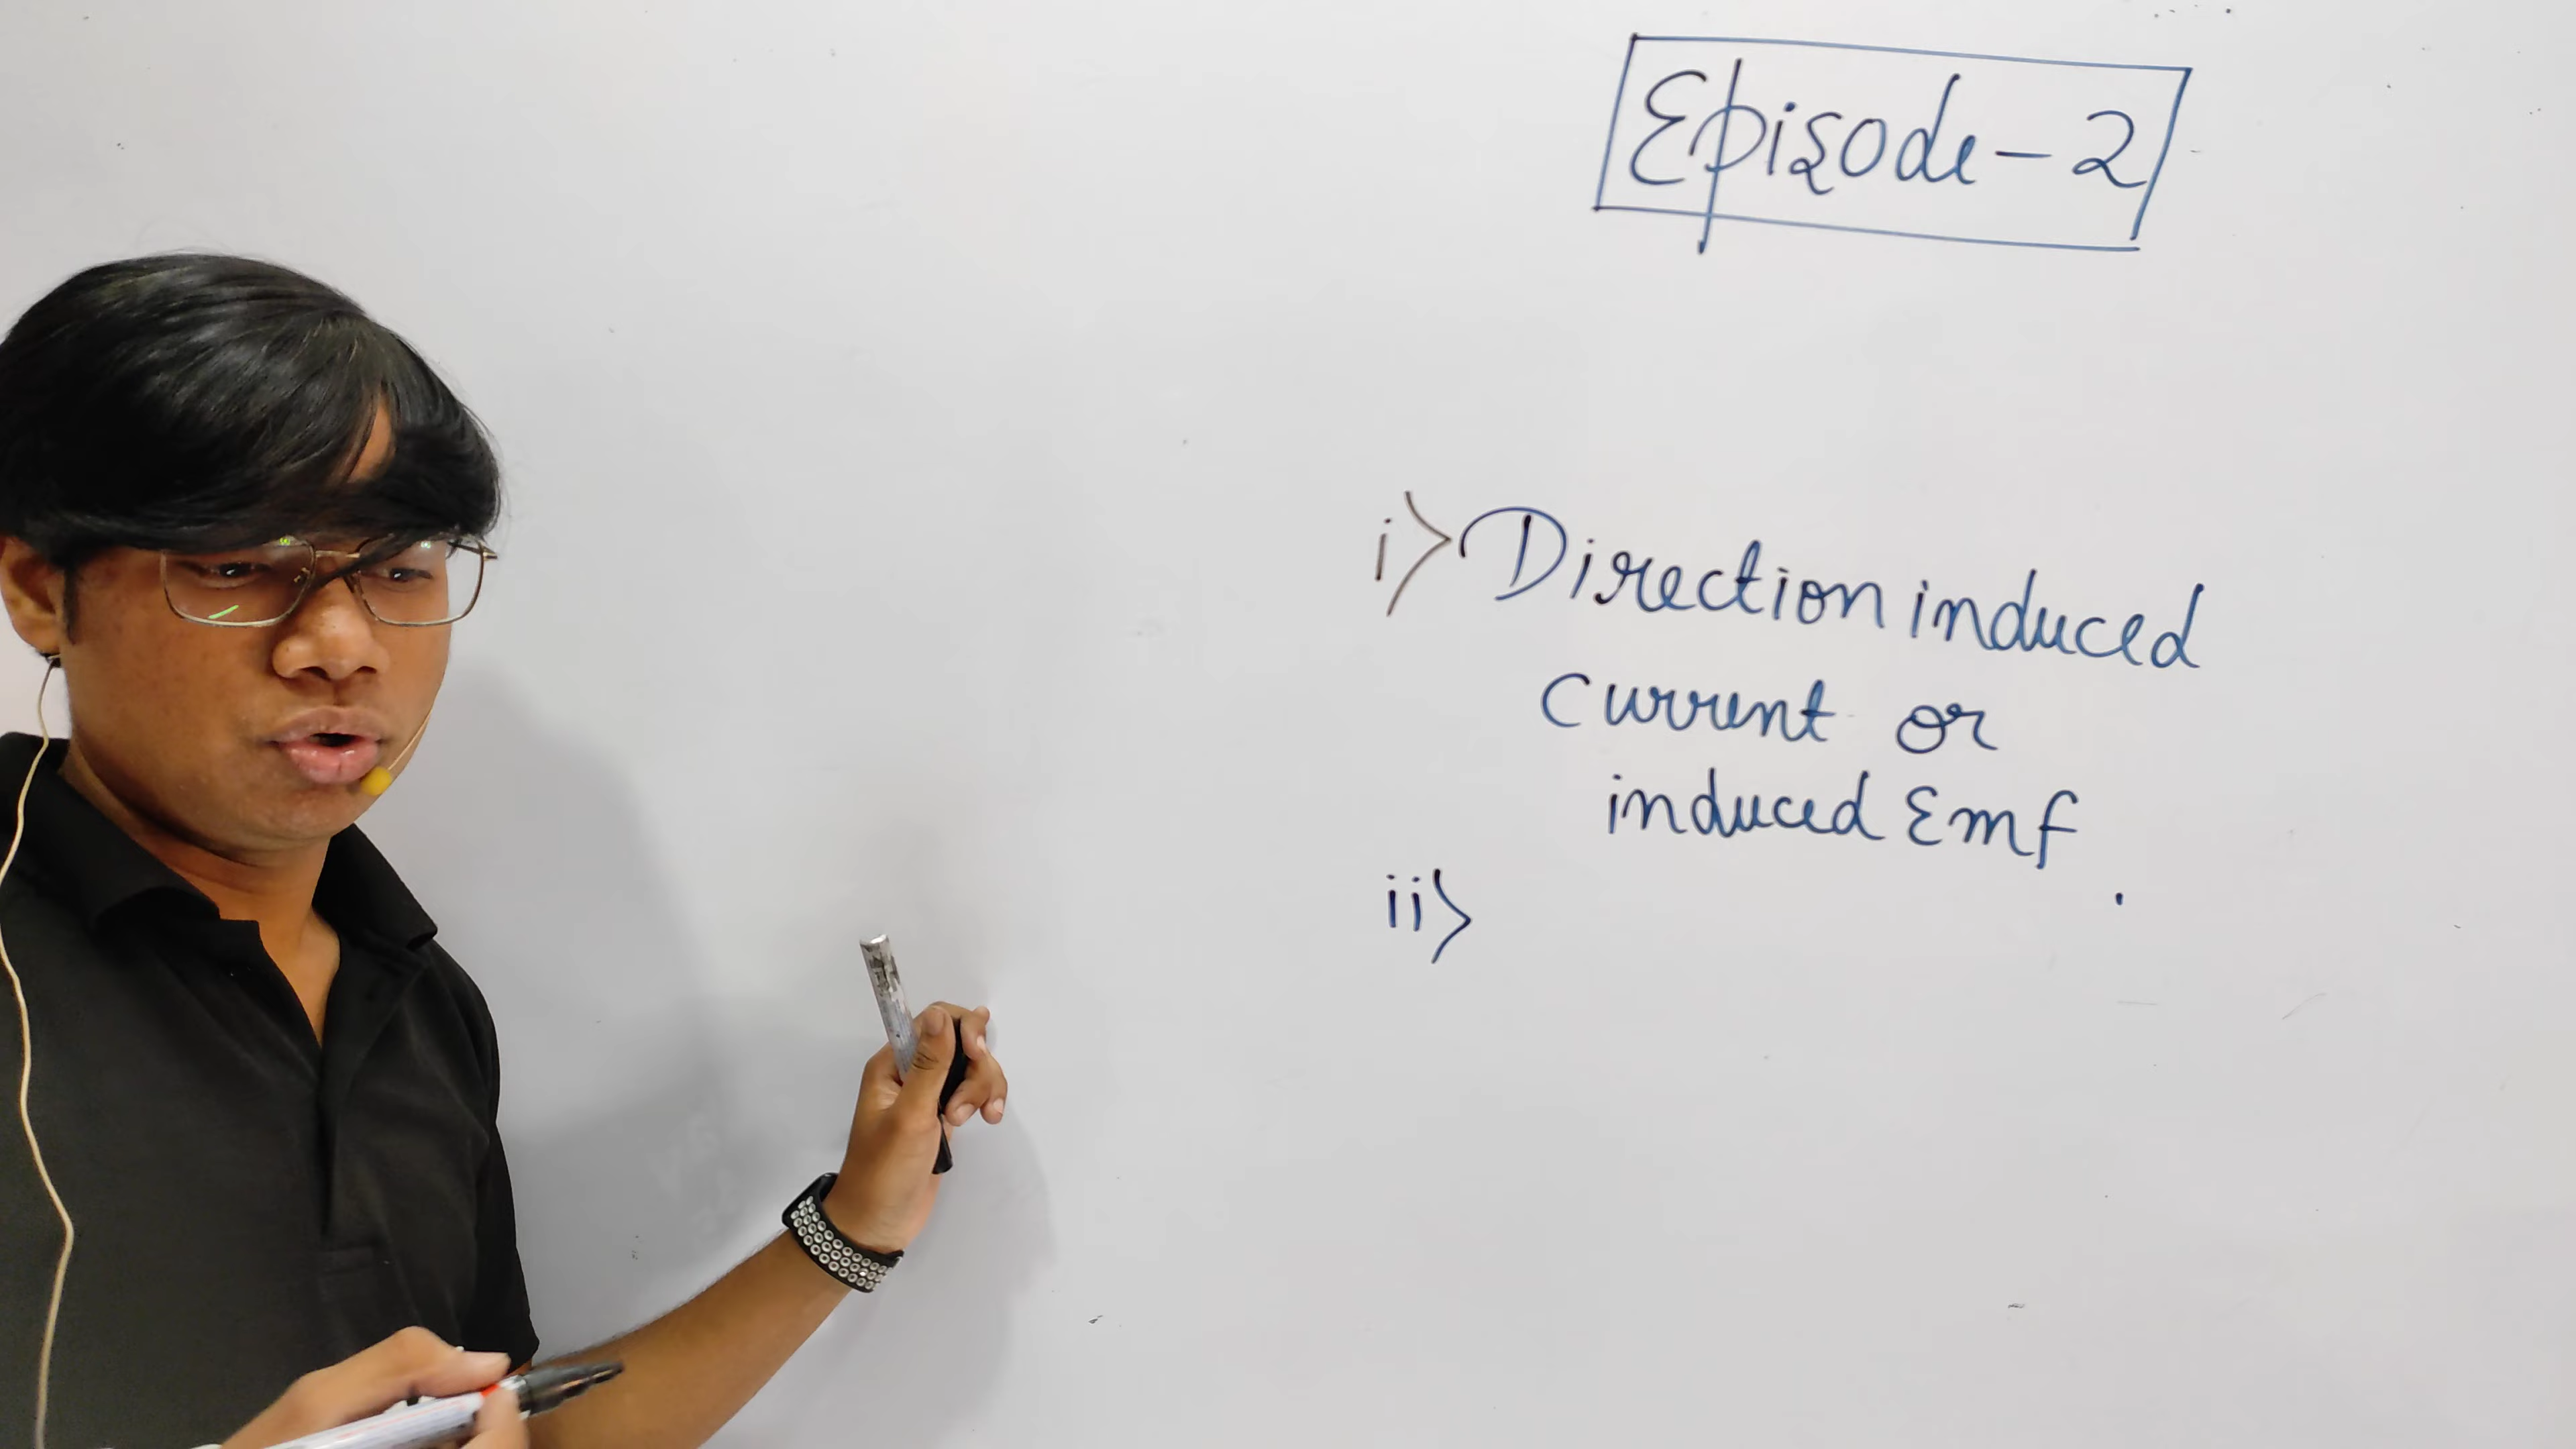 Episode-2
i> Direction induced
current or
induced Emf.
ii>